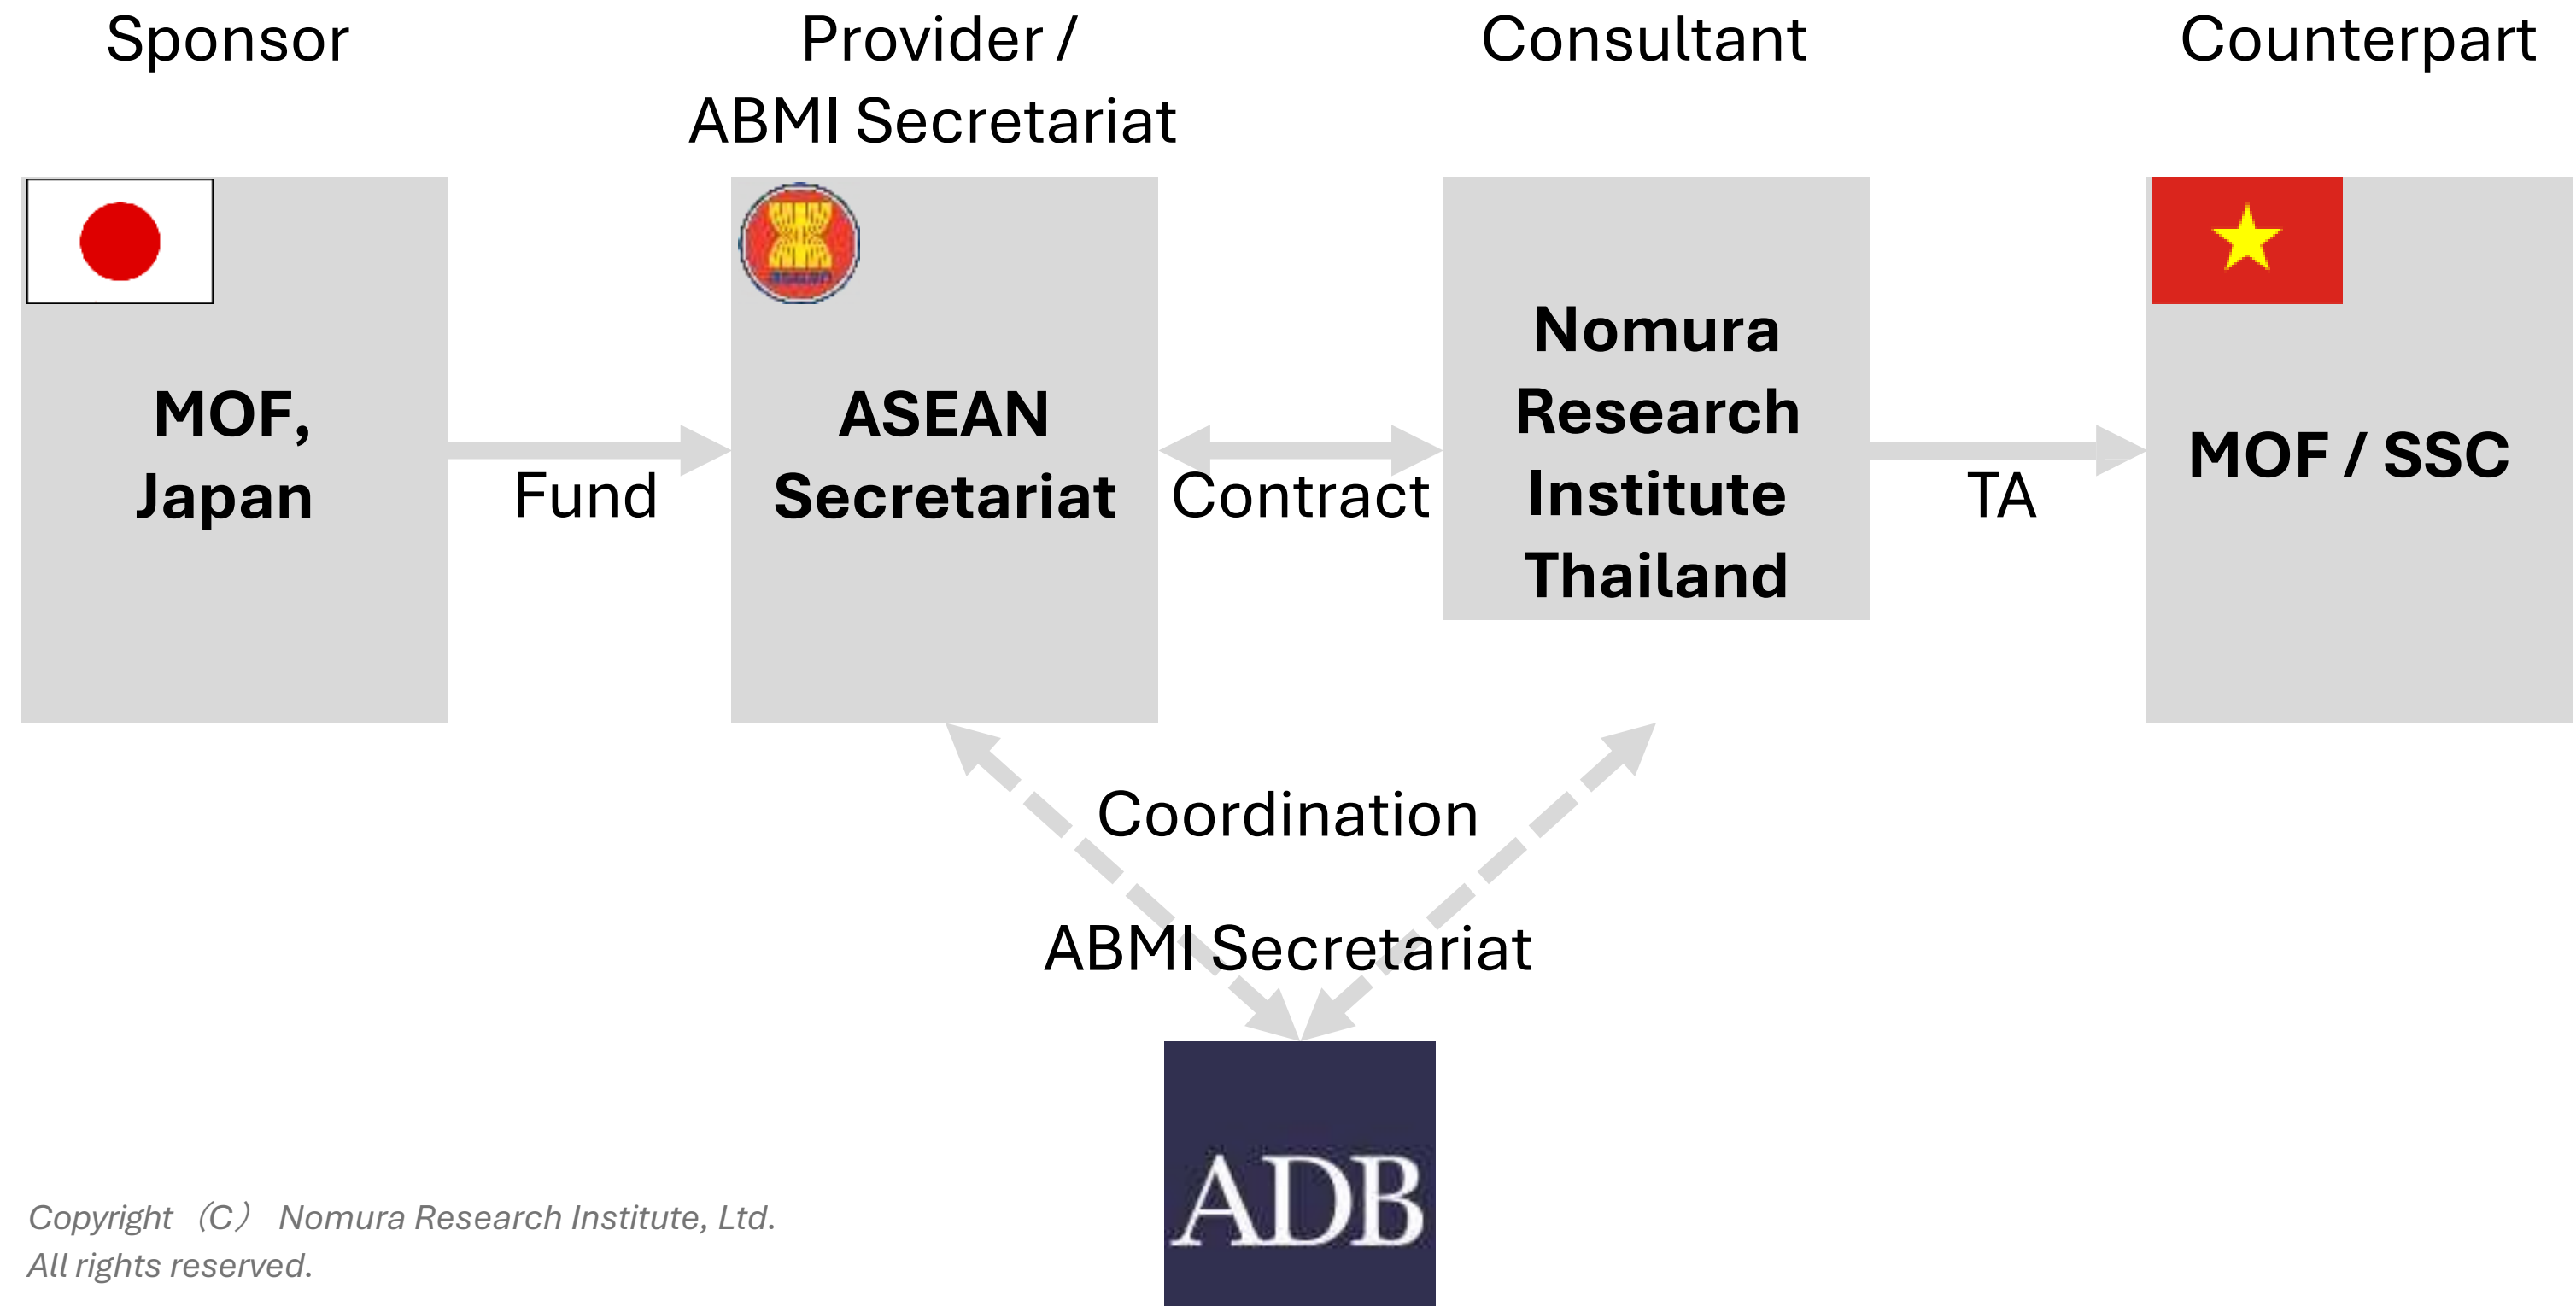 Sponsor
Provider /
ABMI Secretariat
Consultant
Counterpart
MOF,
Japan
Fund
asean
ASEAN
Secretariat
Contract
Nomura
Research
Institute
Thailand
TA
MOF / SSC
Coordination
ABMI Secretariat
ADB
Copyright（C） Nomura Research Institute, Ltd.
All rights reserved.